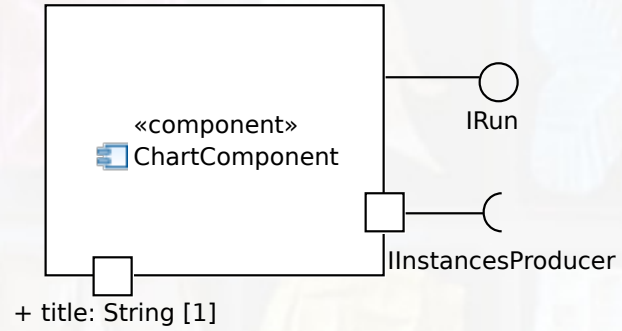 «component»
ChartComponent
IRun
IInstancesProducer
+ title: String [1]